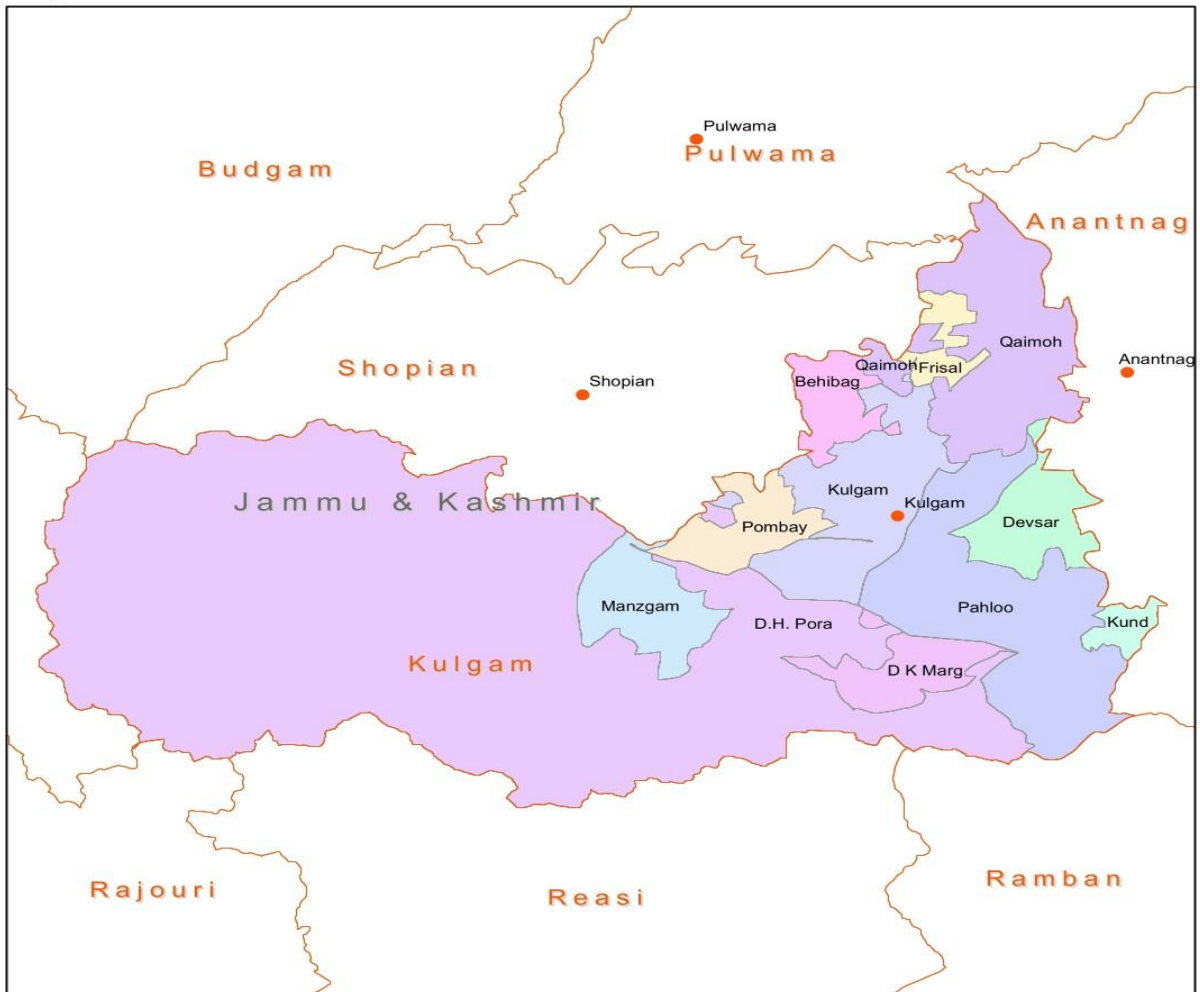 Pulwama
Pulwama
Budgam
Anantnag
Qaimoh
Anantnag
Shopian
Shopian
Qaimoh
Frisal
Behibag
Jammu & Kashmir
Kulgam
Kulgam
Pombay
Devsar
Manzgam
D.H. Pora
Pahloo
Kund
Kulgam
D K Marg
Rajouri
Reasi
Ramban